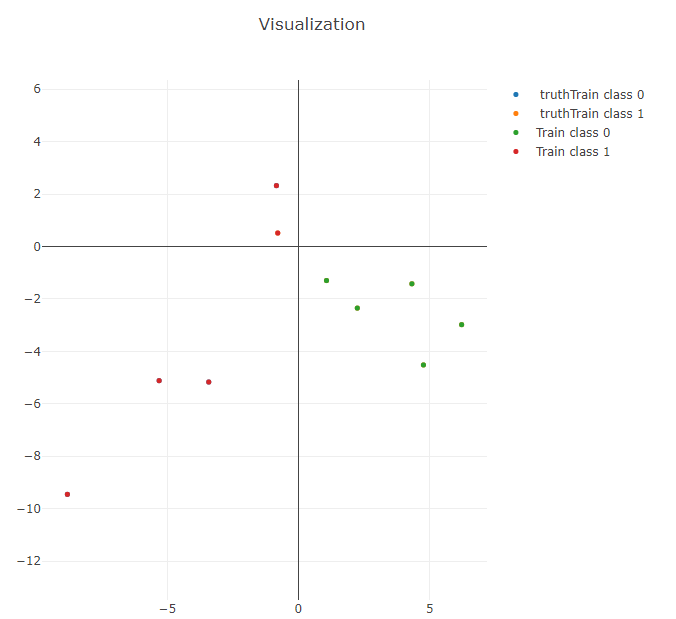 Visualization
truthTrain class 0
truthTrain class 1
Train class 0
Train class 1
6
4
2
0
−2
−4
−6
−8
−10
−12
−5
0
5